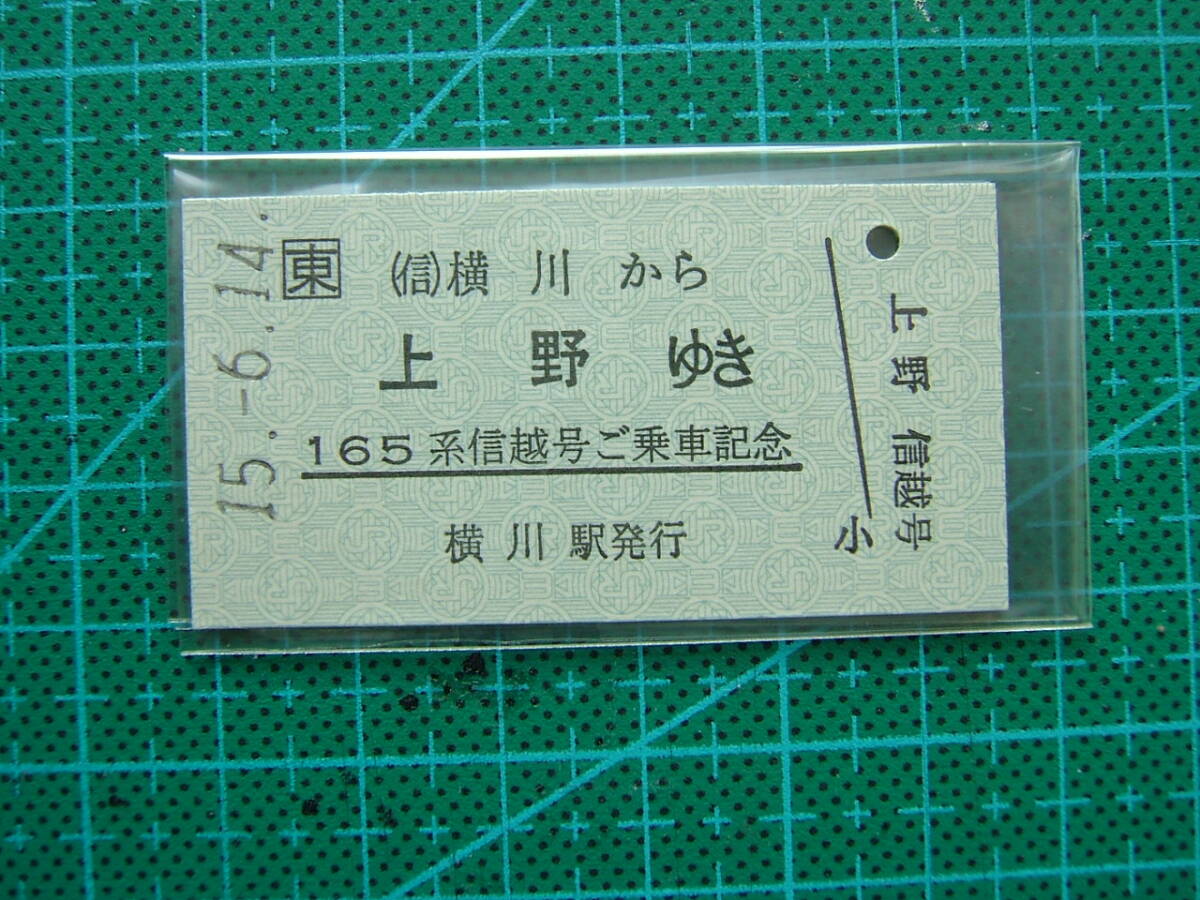 15.-6.14.
東 (信)横川から
上野ゆき
165系信越号ご乗車記念
横川駅発行
上野 信越号
小